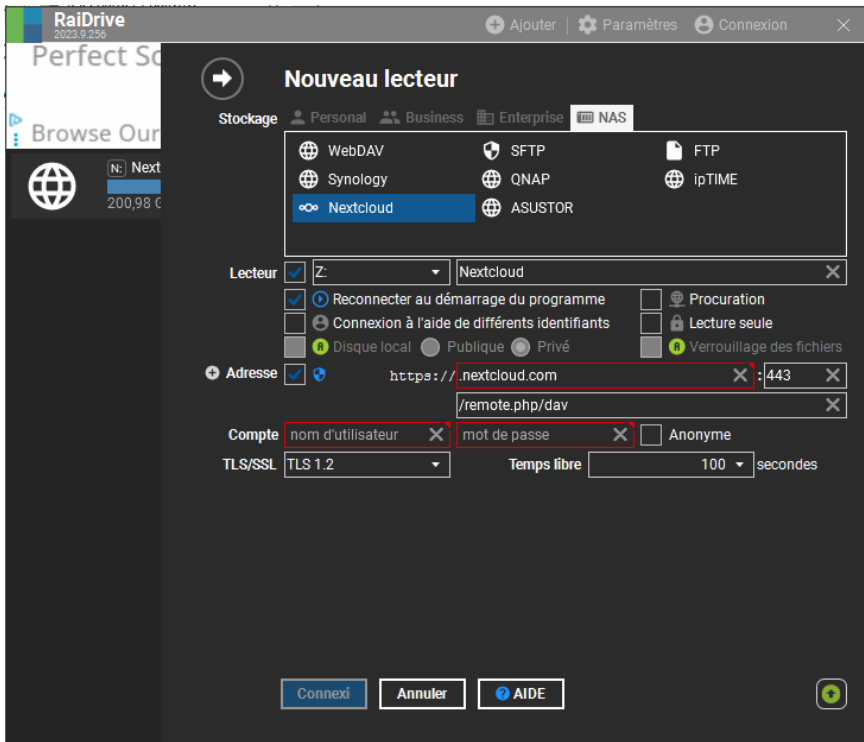 RaiDrive
2023.9.256
Ajouter
Paramètres
Connexion
Perfect Sc
Browse Our
N: Next
200,98 G
Nouveau lecteur
Stockage Personal Business Enterprise NAS
WebDAV SFTP FTP
Synology QNAP ipTIME
Nextcloud ASUSTOR
Lecteur Z: Nextcloud
Reconnecter au démarrage du programme Procuration
Connexion à l'aide de différents identifiants Lecture seule
Disque local Publique Privé Verrouillage des fichiers
Adresse https:// .nextcloud.com : 443
/remote.php/dav
Compte nom d'utilisateur mot de passe Anonyme
TLS/SSL TLS 1.2 Temps libre 100 secondes
Connexi Annuler ? AIDE